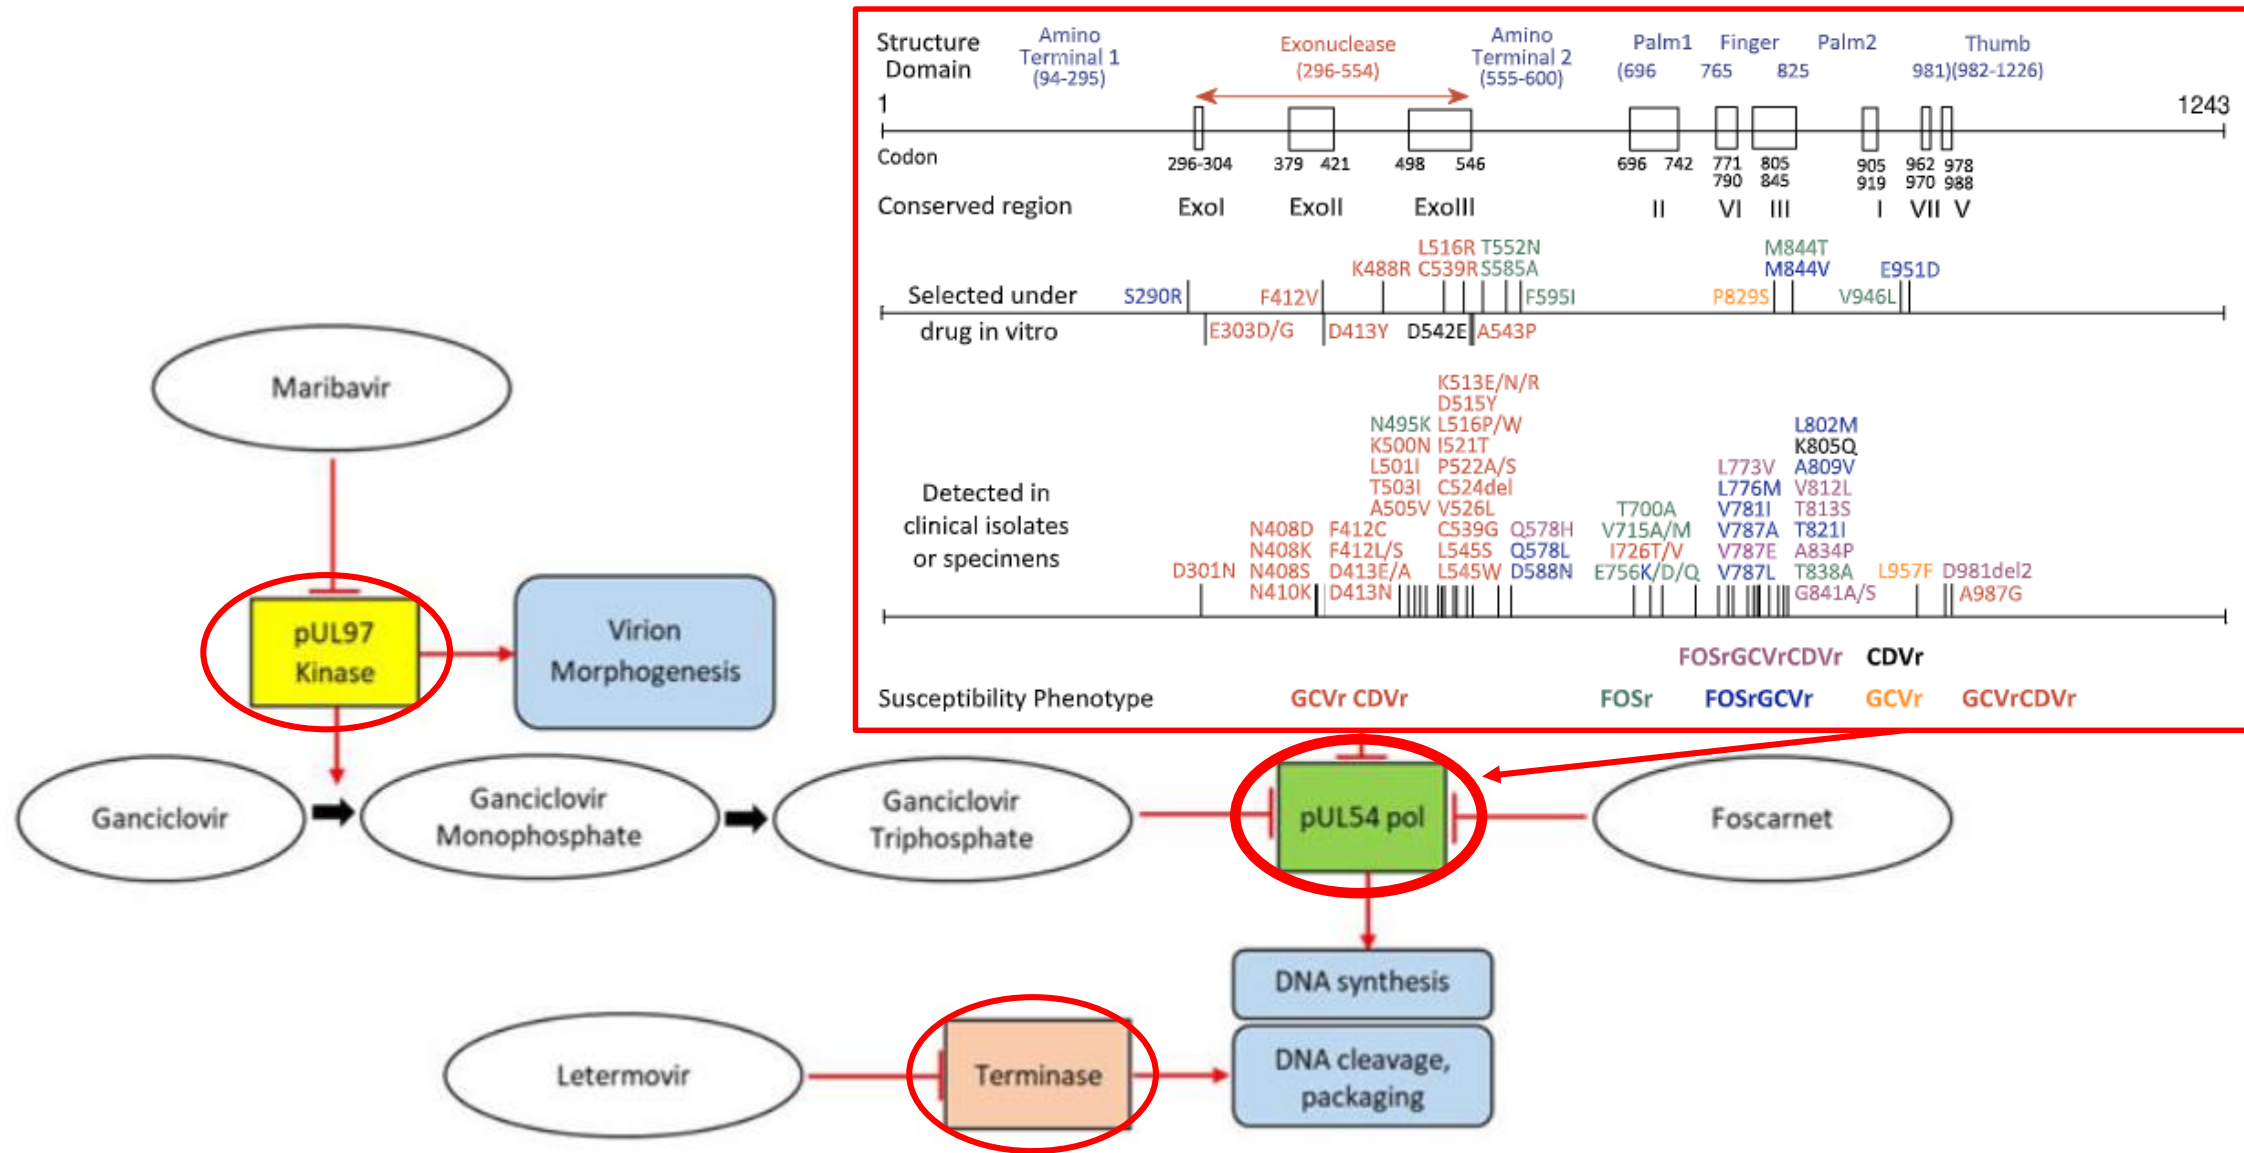 Structure
Domain
Amino
Terminal 1
(94-295)
Exonuclease
(296-554)
Amino
Terminal 2
(555-600)
Palm1 Finger Palm2 Thumb
(696 765 825 981)(982-1226)
1 1243
Codon
296-304 379 421 498 546 696 742 771 805 905 962 978
790 845 919 970 988
Conserved region ExoI ExoII ExoIII II VI III I VII V
Selected under
drug in vitro
L516R T552N M844T
K488R C539R S585A M844V E951D
S290R F412V F595I P829S V946L
E303D/G D413Y D542E A543P
Detected in
clinical isolates
or specimens
K513E/N/R
D515Y
N495K L516P/W L802M
K500N I521T K805Q
L501I P522A/S L773V A809V
T503I C524del L776M V812L
A505V V526L T700A V781I T813S
N408D F412C C539G Q578H V715A/M V787A T821I
N408K F412L/S L545S Q578L I726T/V V787E A834P
D301N N408S D413E/A L545W D588N E756K/D/Q V787L T838A L957F D981del2
N410K D413N G841A/S A987G
FOSrGCVrCDVr CDVr
Susceptibility Phenotype GCVr CDVr FOSr FOSrGCVr GCVr GCVrCDVr
Maribavir
pUL97
Kinase
Virion
Morphogenesis
Ganciclovir
Ganciclovir
Monophosphate
Ganciclovir
Triphosphate
pUL54 pol
Foscarnet
DNA synthesis
Letermovir
Terminase
DNA cleavage,
packaging